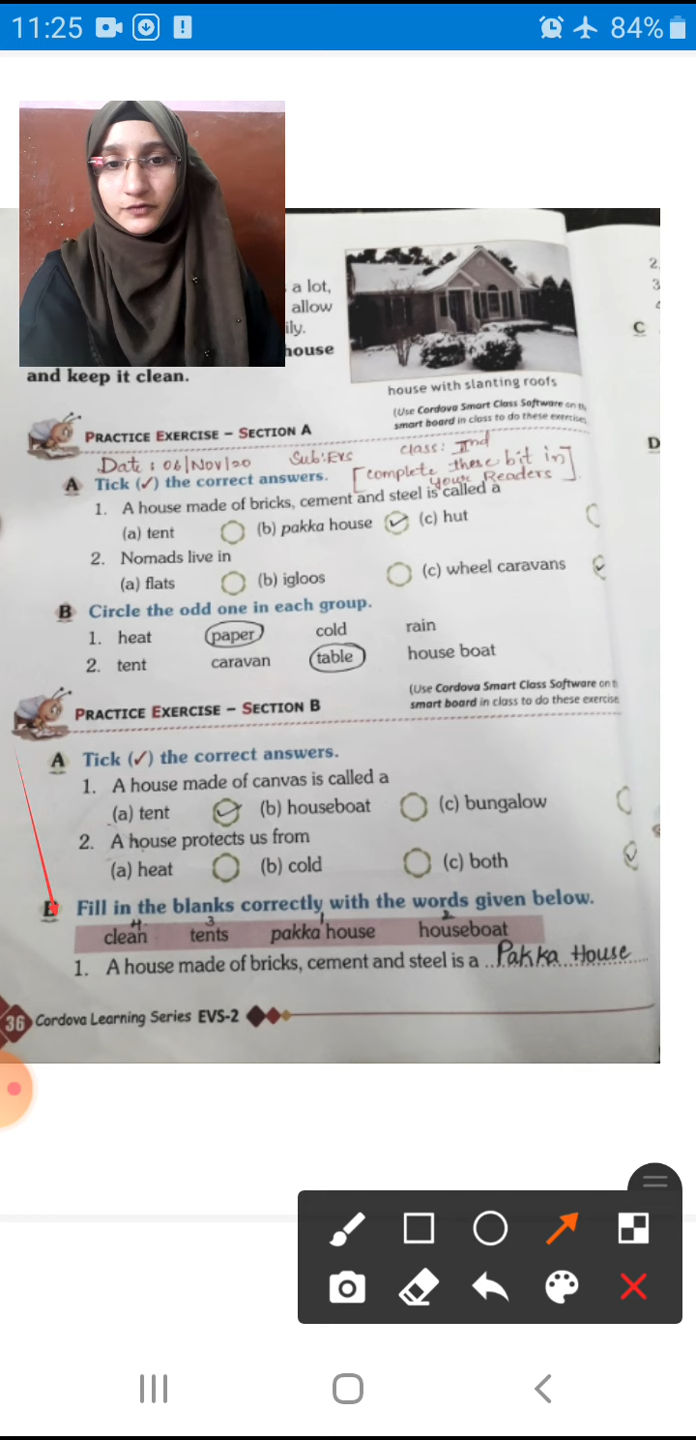 11:25
84%
a lot,
allow
ily.
house
and keep it clean.
house with slanting roofs
2
3
C
D
(Use Cordova Smart Class Software on th
smart board in class to do these exercises
PRACTICE EXERCISE – SECTION A
Date : 06/Nov/20 Sub: Evs class: IInd
[complete these bit in
your Readers]
A Tick (✓) the correct answers.
1. A house made of bricks, cement and steel is called a
(a) tent (b) pakka house ✓ (c) hut
2. Nomads live in
(a) flats (b) igloos (c) wheel caravans ✓
B Circle the odd one in each group.
1. heat paper cold rain
2. tent caravan table house boat
PRACTICE EXERCISE – SECTION B
(Use Cordova Smart Class Software on t
smart board in class to do these exercise
A Tick (✓) the correct answers.
1. A house made of canvas is called a
(a) tent ✓ (b) houseboat (c) bungalow
2. A house protects us from
(a) heat (b) cold (c) both ✓
B Fill in the blanks correctly with the words given below.
4 3 1 2
clean tents pakka house houseboat
1. A house made of bricks, cement and steel is a ..Pakka House....
36 Cordova Learning Series EVS-2